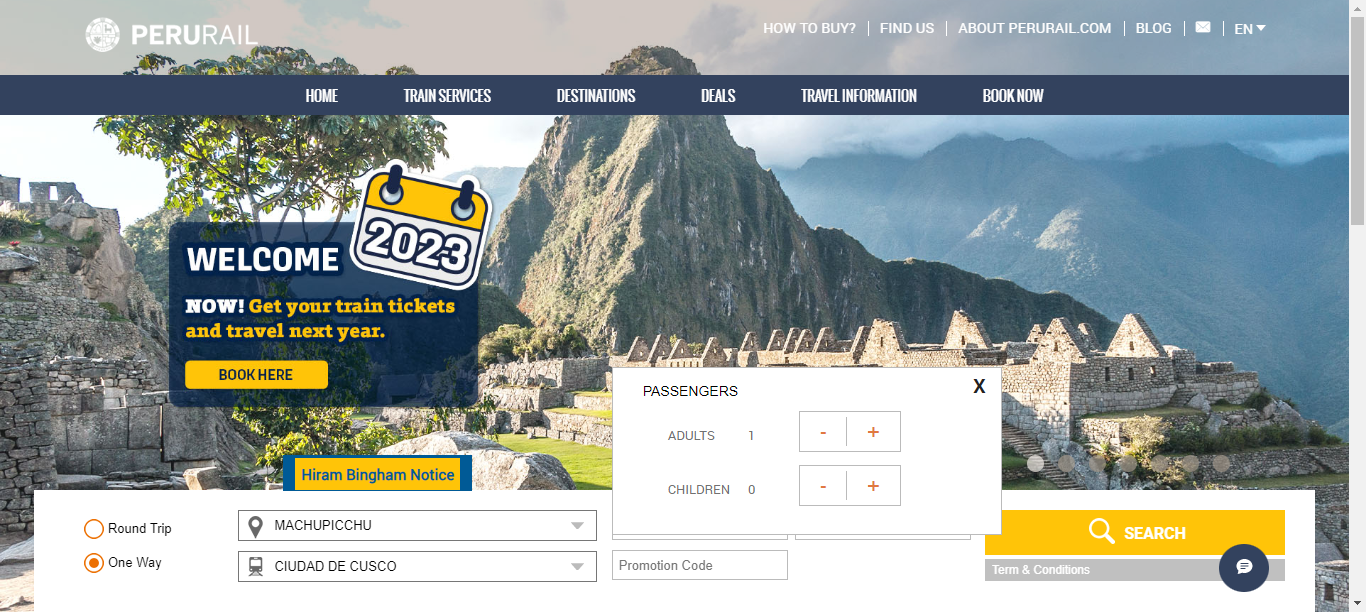 PERURAIL
HOW TO BUY?
FIND US
ABOUT PERURAIL.COM
BLOG
EN
HOME
TRAIN SERVICES
DESTINATIONS
DEALS
TRAVEL INFORMATION
BOOK NOW
2023
WELCOME
NOW! Get your train tickets
and travel next year.
BOOK HERE
PASSENGERS
X
ADULTS 1 - +
CHILDREN 0 - +
Hiram Bingham Notice
Round Trip
One Way
MACHUPICCHU
CIUDAD DE CUSCO
Promotion Code
SEARCH
Term & Conditions